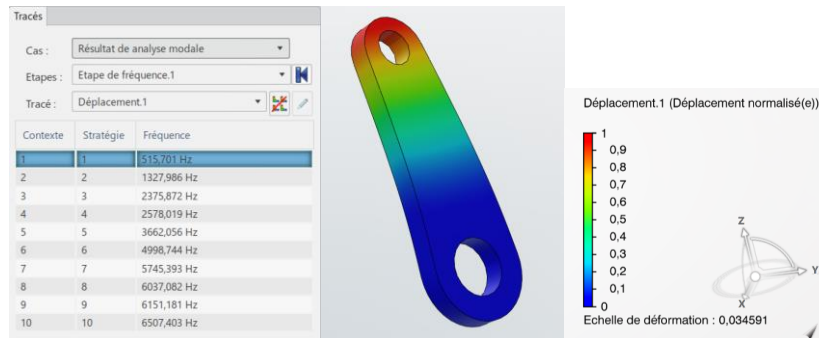 Tracés
Cas : Résultat de analyse modale
Etapes : Etape de fréquence.1
Tracé : Déplacement.1
Contexte Stratégie Fréquence
1 1 515,701 Hz
2 2 1327,986 Hz
3 3 2375,872 Hz
4 4 2578,019 Hz
5 5 3662,056 Hz
6 6 4998,744 Hz
7 7 5745,393 Hz
8 8 6037,082 Hz
9 9 6151,181 Hz
10 10 6507,403 Hz
Déplacement.1 (Déplacement normalisé(e))
1
0,9
0,8
0,7
0,6
0,5
0,4
0,3
0,2
0,1
0
Z
Y
X
Echelle de déformation : 0,034591